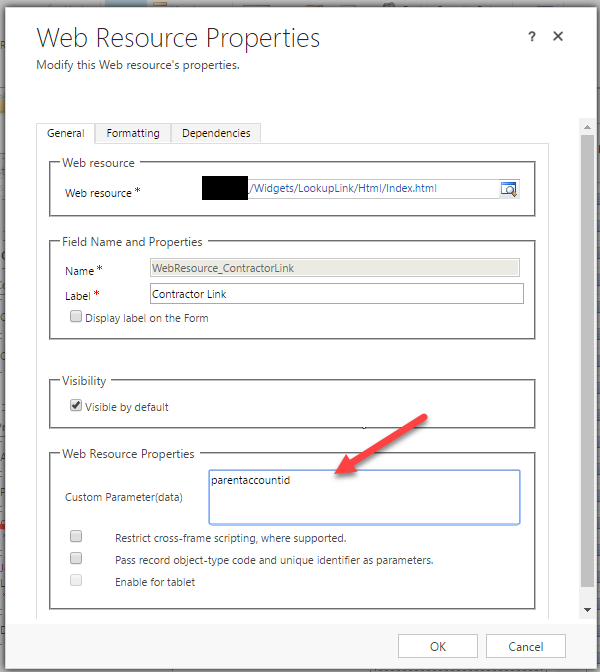 Web Resource Properties
? ×
Modify this Web resource's properties.
General Formatting Dependencies
Web resource
Web resource * /Widgets/LookupLink/Html/Index.html
Field Name and Properties
Name * WebResource_ContractorLink
Label * Contractor Link
Display label on the Form
Visibility
Visible by default
Web Resource Properties
parentaccountid
Custom Parameter(data)
Restrict cross-frame scripting, where supported.
Pass record object-type code and unique identifier as parameters.
Enable for tablet
OK Cancel